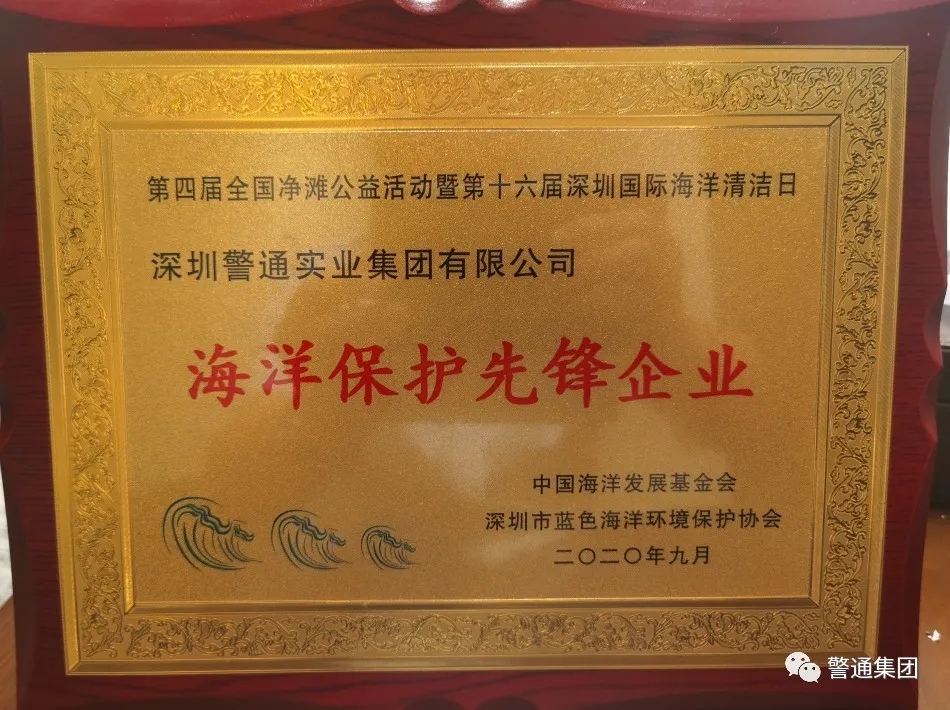 第四届全国净滩公益活动暨第十六届深圳国际海洋清洁日
深圳警通实业集团有限公司
海洋保护先锋企业
中国海洋发展基金会
深圳市蓝色海洋环境保护协会
二〇二〇年九月
警通集团